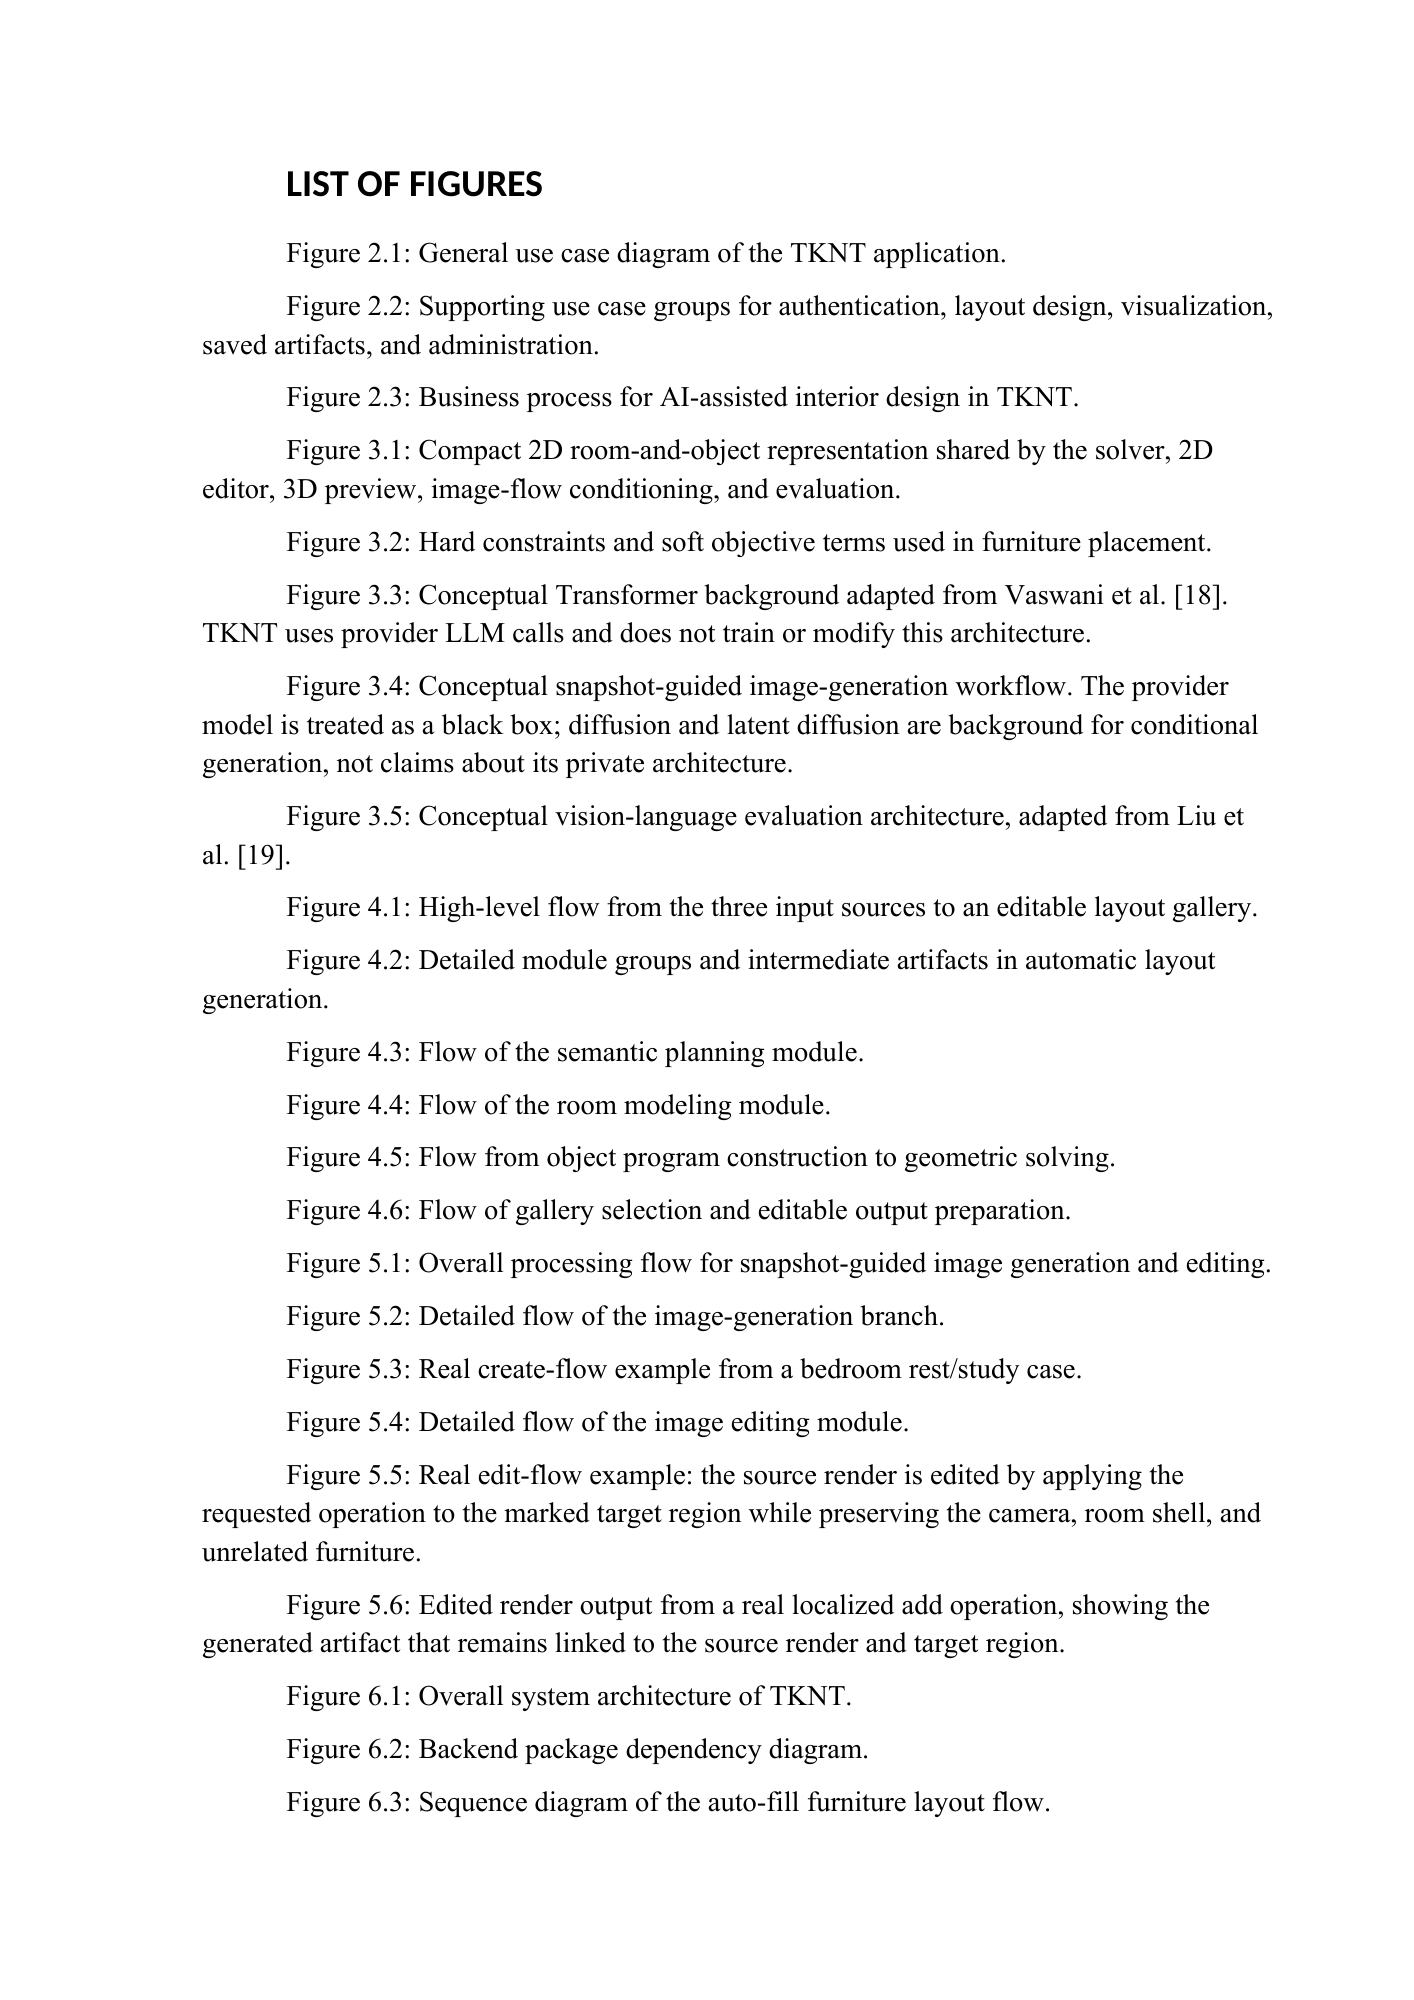 LIST OF FIGURES
Figure 2.1: General use case diagram of the TKNT application.
Figure 2.2: Supporting use case groups for authentication, layout design, visualization,
saved artifacts, and administration.
Figure 2.3: Business process for AI-assisted interior design in TKNT.
Figure 3.1: Compact 2D room-and-object representation shared by the solver, 2D
editor, 3D preview, image-flow conditioning, and evaluation.
Figure 3.2: Hard constraints and soft objective terms used in furniture placement.
Figure 3.3: Conceptual Transformer background adapted from Vaswani et al. [18].
TKNT uses provider LLM calls and does not train or modify this architecture.
Figure 3.4: Conceptual snapshot-guided image-generation workflow. The provider
model is treated as a black box; diffusion and latent diffusion are background for conditional
generation, not claims about its private architecture.
Figure 3.5: Conceptual vision-language evaluation architecture, adapted from Liu et
al. [19].
Figure 4.1: High-level flow from the three input sources to an editable layout gallery.
Figure 4.2: Detailed module groups and intermediate artifacts in automatic layout
generation.
Figure 4.3: Flow of the semantic planning module.
Figure 4.4: Flow of the room modeling module.
Figure 4.5: Flow from object program construction to geometric solving.
Figure 4.6: Flow of gallery selection and editable output preparation.
Figure 5.1: Overall processing flow for snapshot-guided image generation and editing.
Figure 5.2: Detailed flow of the image-generation branch.
Figure 5.3: Real create-flow example from a bedroom rest/study case.
Figure 5.4: Detailed flow of the image editing module.
Figure 5.5: Real edit-flow example: the source render is edited by applying the
requested operation to the marked target region while preserving the camera, room shell, and
unrelated furniture.
Figure 5.6: Edited render output from a real localized add operation, showing the
generated artifact that remains linked to the source render and target region.
Figure 6.1: Overall system architecture of TKNT.
Figure 6.2: Backend package dependency diagram.
Figure 6.3: Sequence diagram of the auto-fill furniture layout flow.